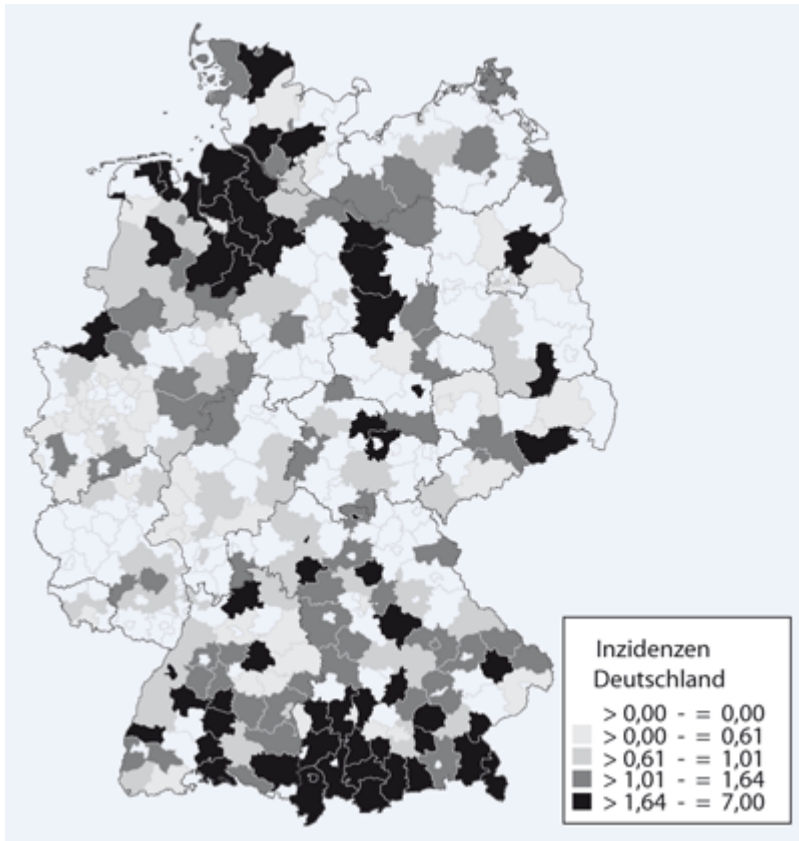 Inzidenzen
Deutschland
> 0,00 - = 0,00
> 0,00 - = 0,61
> 0,61 - = 1,01
> 1,01 - = 1,64
> 1,64 - = 7,00